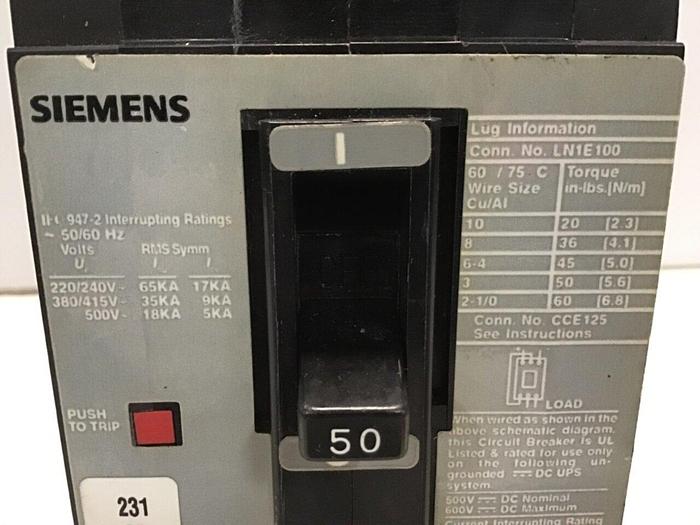 SIEMENS
IEC 947-2 Interrupting Ratings
~ 50/60 Hz
Volts RMS Symm
220/240V~ 65KA 17KA
380/415V~ 35KA 9KA
500V~ 18KA 5KA
PUSH
TO TRIP
231
I
50
Lug Information
Conn. No. LN1E100
60 / 75 C Torque
Wire Size in-lbs.[N/m]
Cu/Al
10 20 [2.3]
8 36 [4.1]
6-4 45 [5.0]
3 50 [5.6]
2-1/0 60 [6.8]
Conn. No. CCE125
See Instructions
LOAD
When wired as shown in the
above schematic diagram,
this Circuit Breaker is UL
Listed & rated for use only
on the following un-
grounded ⎓ DC UPS
system.
500V ⎓ DC Nominal
600V ⎓ DC Maximum
Current Interrupting Rating